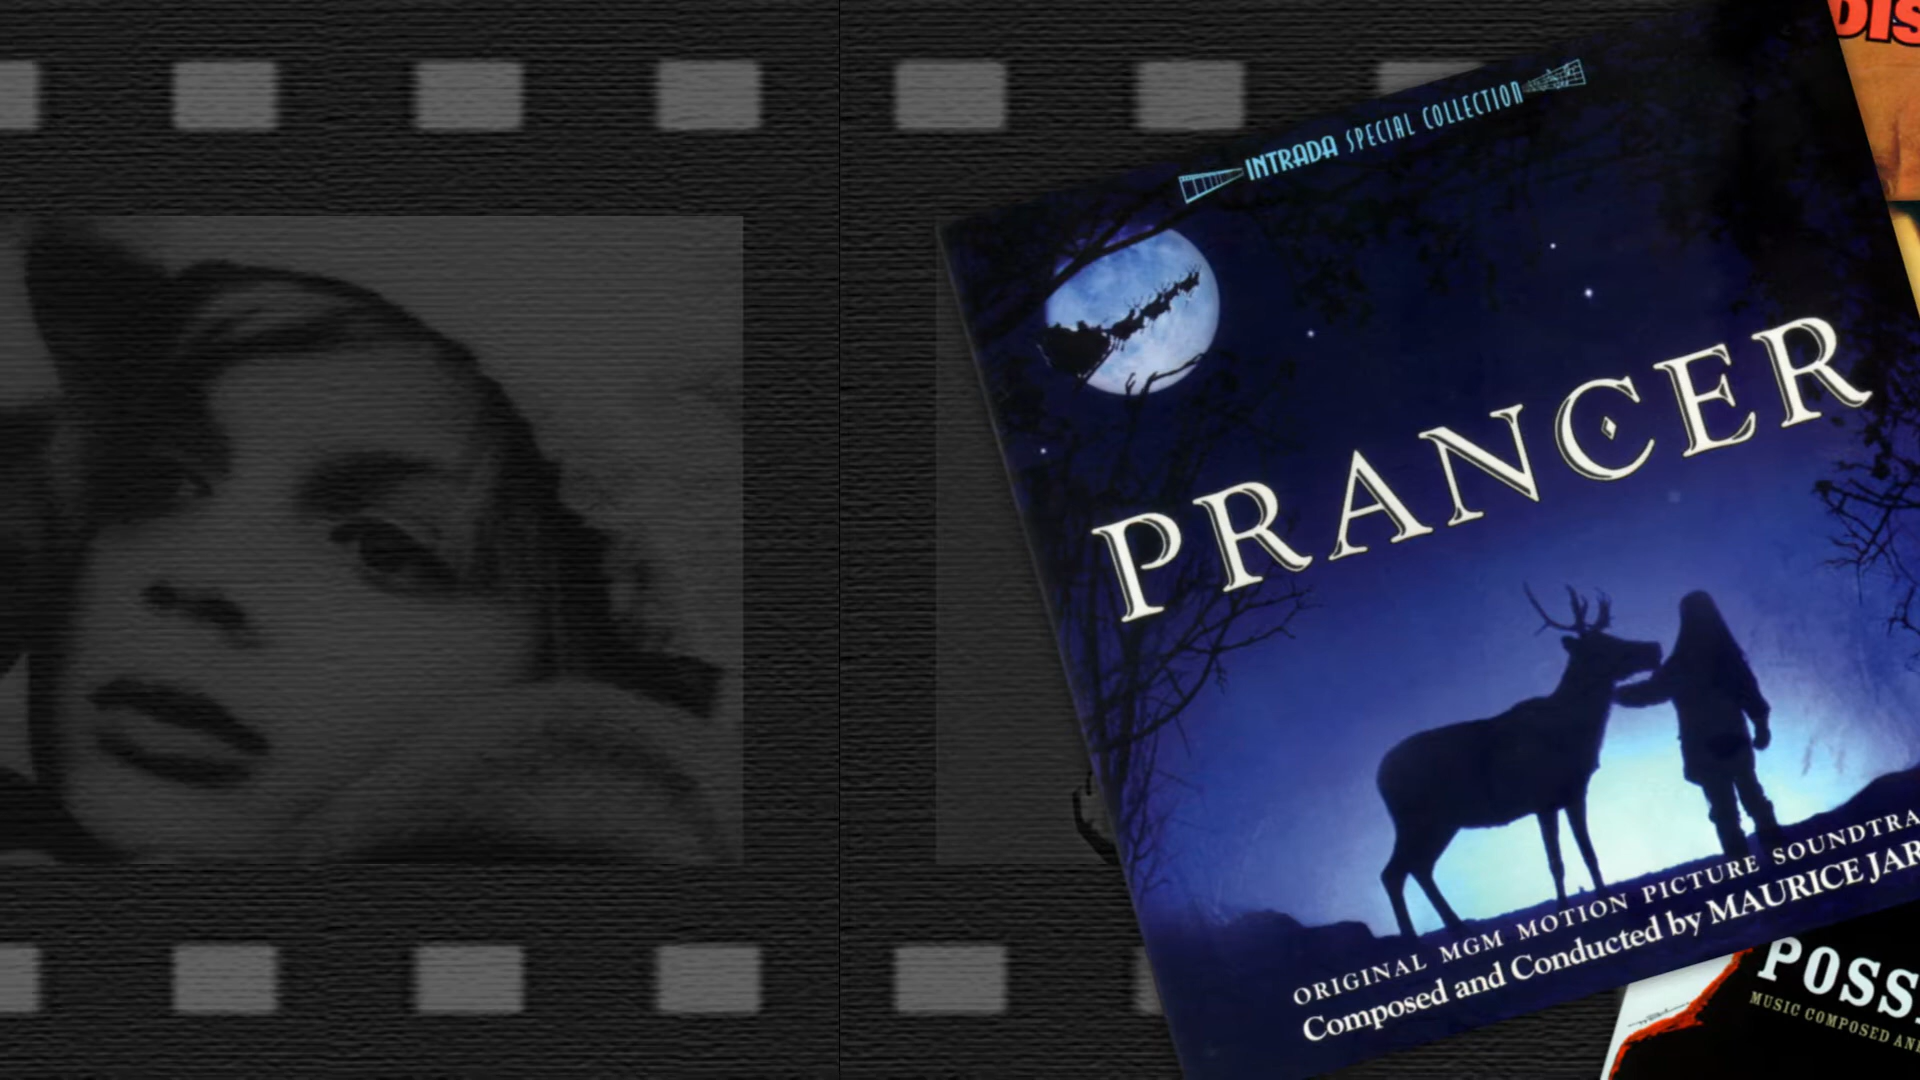 DIS
INTRADA SPECIAL COLLECTION
PRANCER
ORIGINAL MGM MOTION PICTURE SOUNDTRA
Composed and Conducted by MAURICE JAR
POSS
MUSIC COMPOSED AN